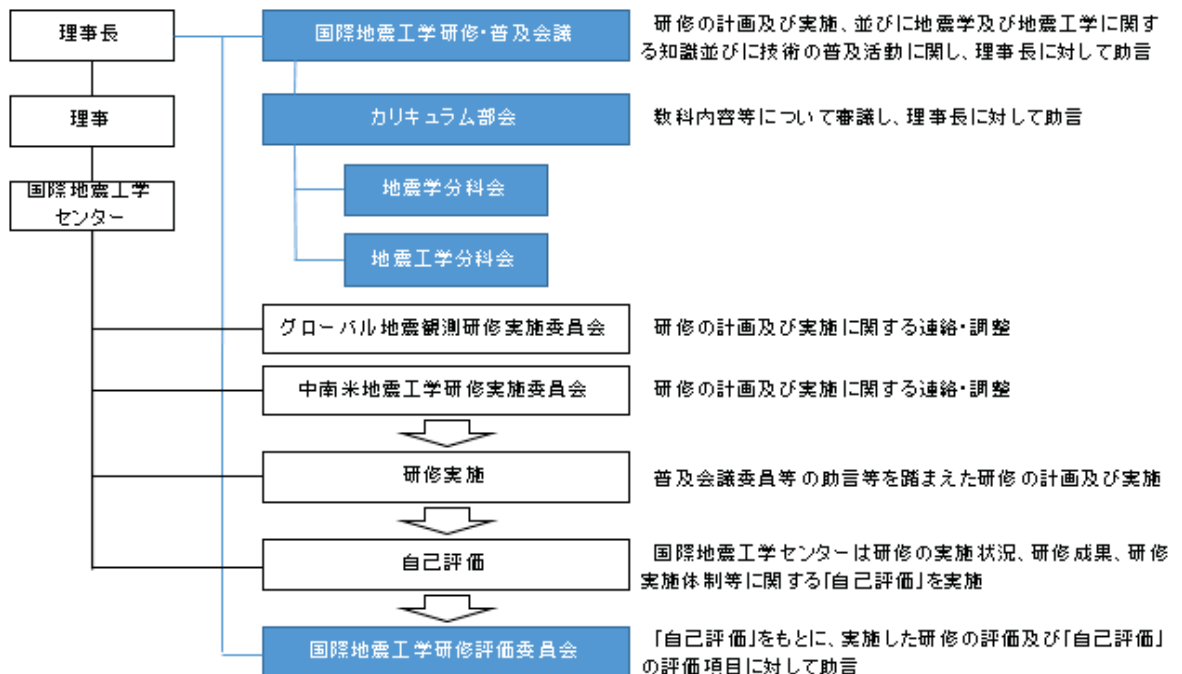 理事長
国際地震工学研修・普及会議
研修の計画及び実施、並びに地震学及び地震工学に関す
る知識並びに技術の普及活動に関し、理事長に対して助言
理事
カリキュラム部会
教科内容等について審議し、理事長に対して助言
国際地震工学
センター
地震学分科会
地震工学分科会
グローバル地震観測研修実施委員会
研修の計画及び実施に関する連絡・調整
中南米地震工学研修実施委員会
研修の計画及び実施に関する連絡・調整
研修実施
普及会議委員等の助言等を踏まえた研修の計画及び実施
自己評価
国際地震工学センターは研修の実施状況、研修成果、研修
実施体制等に関する「自己評価」を実施
国際地震工学研修評価委員会
「自己評価」をもとに、実施した研修の評価及び「自己評価」
の評価項目に対して助言